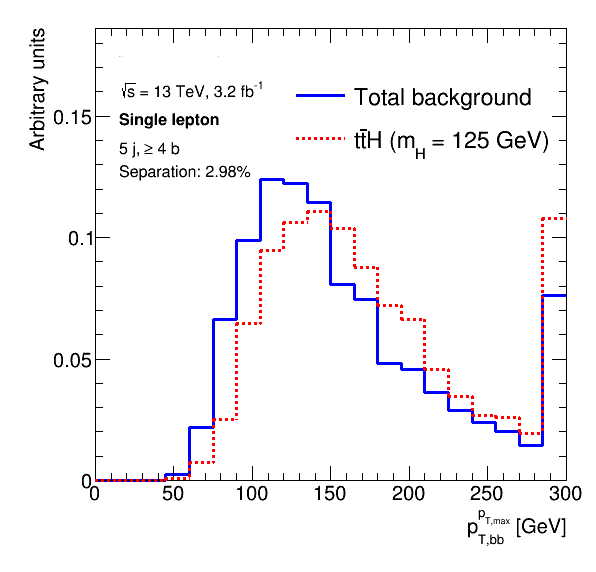 Arbitrary units
√s = 13 TeV, 3.2 fb⁻¹
Single lepton
5 j, ≥ 4 b
Separation: 2.98%
Total background
tt̄H (m_H = 125 GeV)
0.15
0.1
0.05
0
0 50 100 150 200 250 300
p_{T,bb}^{p_{T,max}} [GeV]